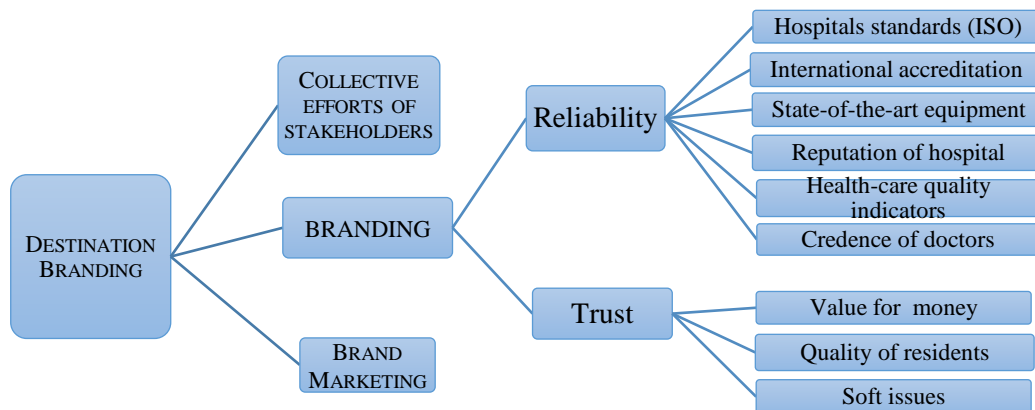 DESTINATION
BRANDING
COLLECTIVE
EFFORTS OF
STAKEHOLDERS
BRANDING
BRAND
MARKETING
Reliability
Trust
Hospitals standards (ISO)
International accreditation
State-of-the-art equipment
Reputation of hospital
Health-care quality
indicators
Credence of doctors
Value for money
Quality of residents
Soft issues